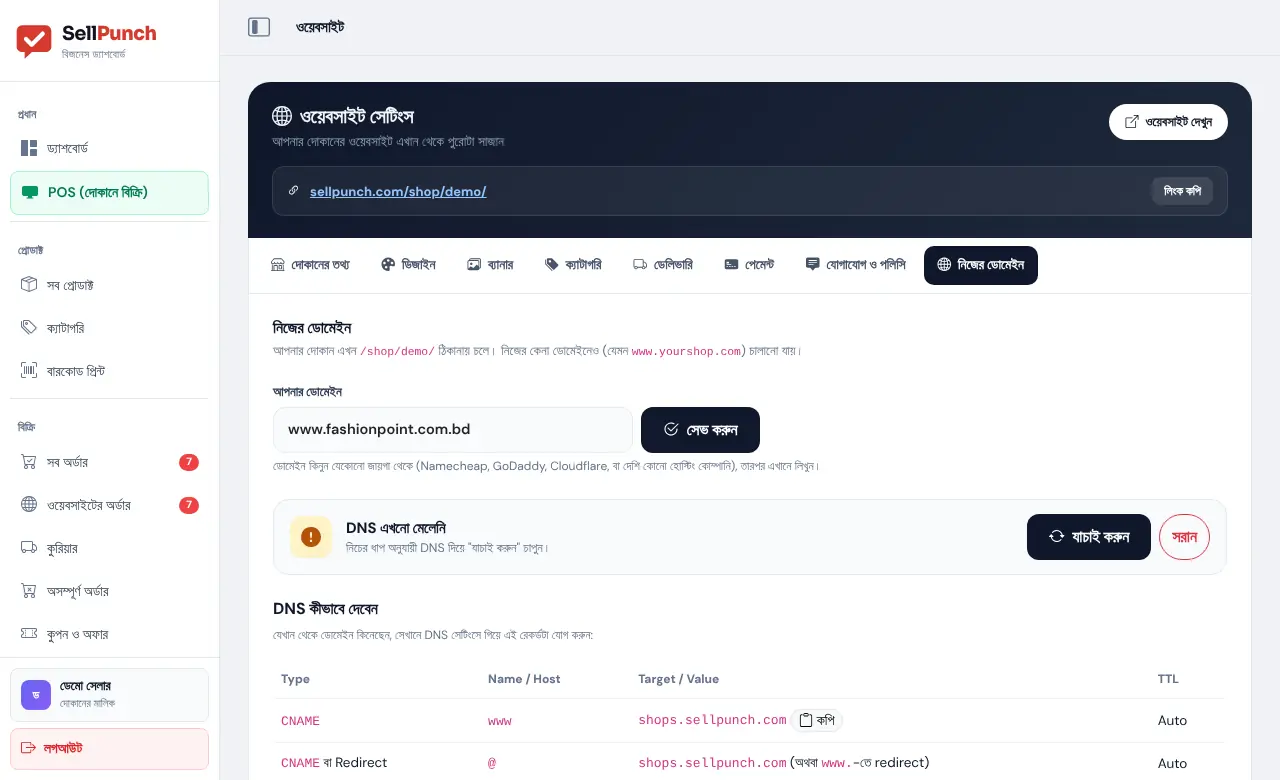 SellPunch
বিজনেস ড্যাশবোর্ড
ওয়েবসাইট
প্রধান
ড্যাশবোর্ড
POS (দোকানে বিক্রি)
প্রোডাক্ট
সব প্রোডাক্ট
ক্যাটাগরি
বারকোড প্রিন্ট
বিক্রি
সব অর্ডার 7
ওয়েবসাইটের অর্ডার 7
কুরিয়ার
অসম্পূর্ণ অর্ডার
কুপন ও অফার
ড
ডেমো সেলার
দোকানের মালিক
লগআউট
ওয়েবসাইট সেটিংস
আপনার দোকানের ওয়েবসাইট এখান থেকে পুরোটা সাজান
ওয়েবসাইট দেখুন
sellpunch.com/shop/demo/ লিংক কপি
দোকানের তথ্য ডিজাইন ব্যানার ক্যাটাগরি ডেলিভারি পেমেন্ট যোগাযোগ ও পলিসি নিজের ডোমেইন
নিজের ডোমেইন
আপনার দোকান এখন /shop/demo/ ঠিকানায় চলে। নিজের কেনা ডোমেইনেও (যেমন www.yourshop.com) চালানো যায়।
আপনার ডোমেইন
www.fashionpoint.com.bd সেভ করুন
ডোমেইন কিনুন যেকোনো জায়গা থেকে (Namecheap, GoDaddy, Cloudflare, বা দেশি কোনো হোস্টিং কোম্পানি), তারপর এখানে লিখুন।
DNS এখনো মেলেনি
নিচের ধাপ অনুযায়ী DNS দিয়ে "যাচাই করুন" চাপুন।
যাচাই করুন সরান
DNS কীভাবে দেবেন
যেখান থেকে ডোমেইন কিনেছেন, সেখানে DNS সেটিংসে গিয়ে এই রেকর্ডটা যোগ করুন:
Type Name / Host Target / Value TTL
CNAME www shops.sellpunch.com কপি Auto
CNAME বা Redirect @ shops.sellpunch.com (অথবা www.-তে redirect) Auto